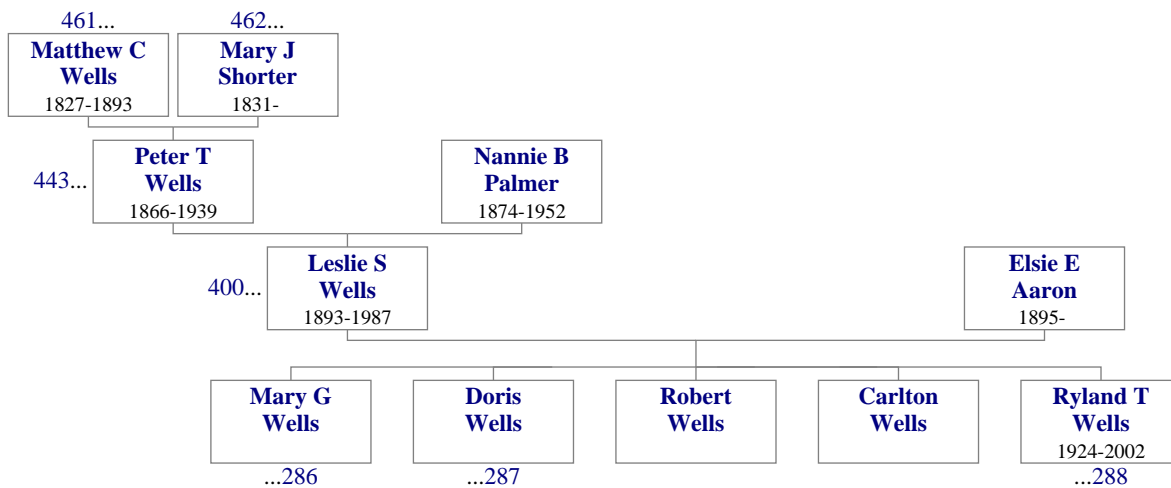 461...
462...
Matthew C
Wells
1827-1893
Mary J
Shorter
1831-
443...
Peter T
Wells
1866-1939
Nannie B
Palmer
1874-1952
400...
Leslie S
Wells
1893-1987
Elsie E
Aaron
1895-
Mary G
Wells
Doris
Wells
Robert
Wells
Carlton
Wells
Ryland T
Wells
1924-2002
...286
...287
...288